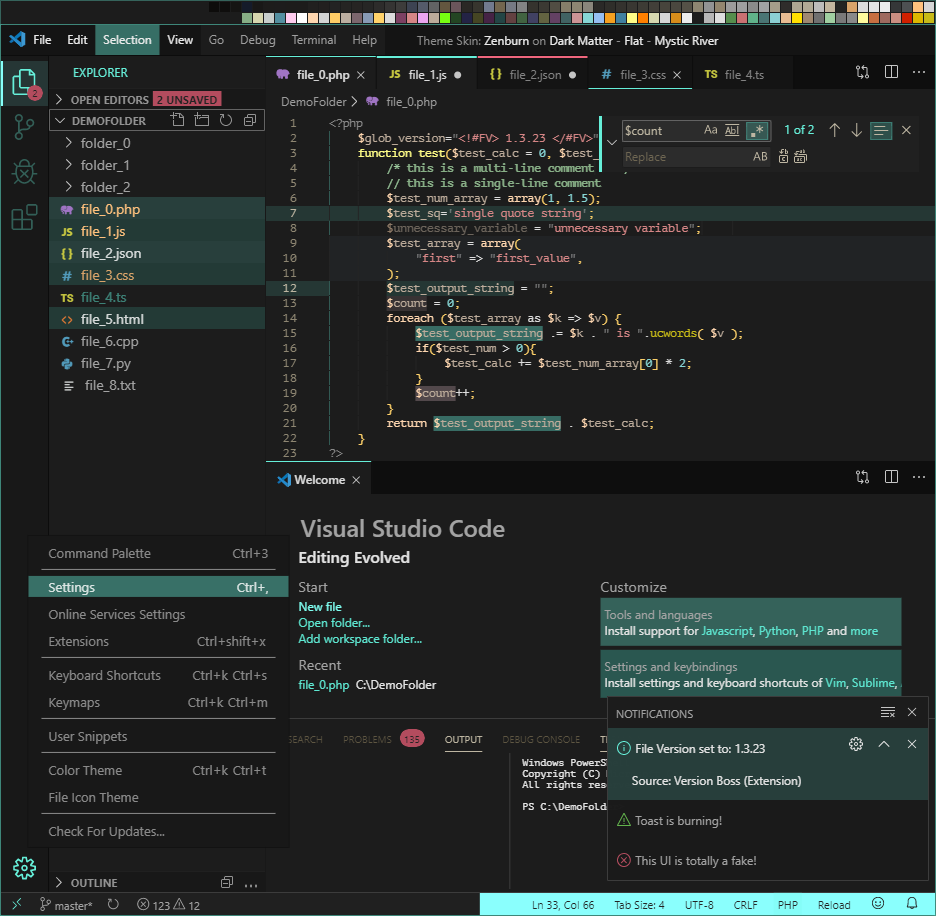 File Edit Selection View Go Debug Terminal Help Theme Skin: Zenburn on Dark Matter - Flat - Mystic River
2
EXPLORER
OPEN EDITORS 2 UNSAVED
DEMOFOLDER
folder_0
folder_1
folder_2
file_0.php
file_1.js
file_2.json
file_3.css
file_4.ts
file_5.html
file_6.cpp
file_7.py
file_8.txt
JS
{}
#
TS
<>
file_0.php JS file_1.js {} file_2.json # file_3.css TS file_4.ts
DemoFolder > file_0.php
1 <?php
2 $glob_version="<!#FV> 1.3.23 </#FV>"
3 function test($test_calc = 0, $test_
4 /* this is a multi-line comment
5 // this is a single-line comment
6 $test_num_array = array(1, 1.5);
7 $test_sq='single quote string';
8 $unnecessary_variable = "unnecessary variable";
9 $test_array = array(
10 "first" => "first_value",
11 );
12 $test_output_string = "";
13 $count = 0;
14 foreach ($test_array as $k => $v) {
15 $test_output_string .= $k . " is ".ucwords( $v );
16 if($test_num > 0){
17 $test_calc += $test_num_array[0] * 2;
18 }
19 $count++;
20 }
21 return $test_output_string . $test_calc;
22 }
23 ?>
$count Aa Abl .* 1 of 2
Replace AB
Welcome
Visual Studio Code
Editing Evolved
Start
New file
Open folder...
Add workspace folder...
Recent
file_0.php C:\DemoFolder
Customize
Tools and languages
Install support for Javascript, Python, PHP and more
Settings and keybindings
Install settings and keyboard shortcuts of Vim, Sublime,
Command Palette Ctrl+3
Settings Ctrl+,
Online Services Settings
Extensions Ctrl+shift+x
Keyboard Shortcuts Ctrl+k Ctrl+s
Keymaps Ctrl+k Ctrl+m
User Snippets
Color Theme Ctrl+k Ctrl+t
File Icon Theme
Check For Updates...
SEARCH PROBLEMS 135 OUTPUT DEBUG CONSOLE T
Windows PowerS
Copyright (C)
All rights rese
PS C:\DemoFold
NOTIFICATIONS
File Version set to: 1.3.23
Source: Version Boss (Extension)
Toast is burning!
This UI is totally a fake!
OUTLINE
master* 123 12 Ln 33, Col 66 Tab Size: 4 UTF-8 CRLF PHP Reload